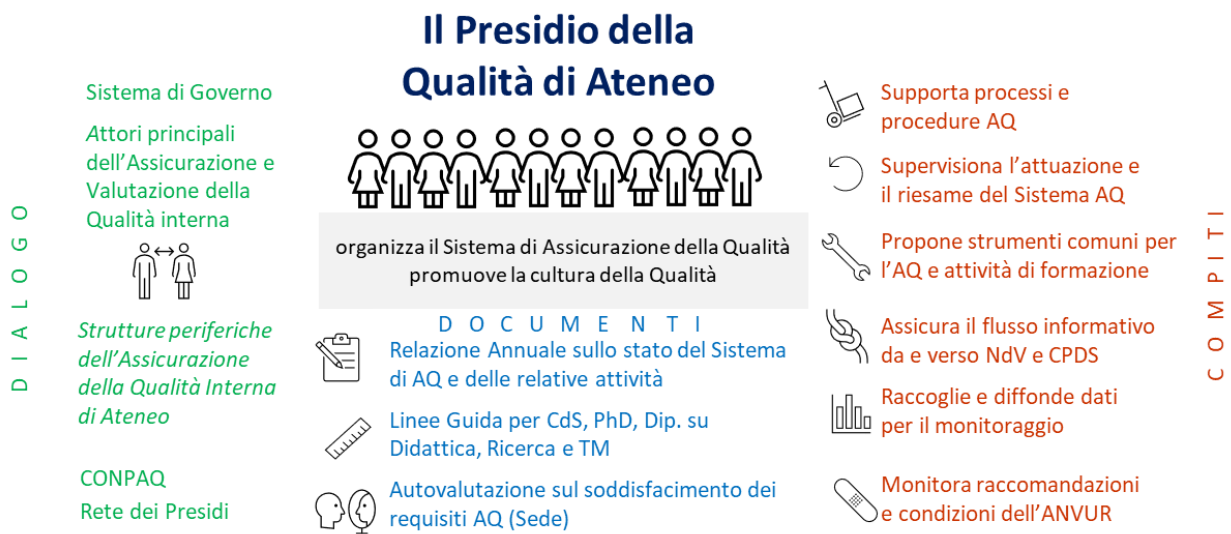 Il Presidio della
Qualità di Ateneo
organizza il Sistema di Assicurazione della Qualità
promuove la cultura della Qualità
DIALOGO
Sistema di Governo
Attori principali
dell'Assicurazione e
Valutazione della
Qualità interna
Strutture periferiche
dell'Assicurazione
della Qualità Interna
di Ateneo
CONPAQ
Rete dei Presidi
DOCUMENTI
Relazione Annuale sullo stato del Sistema
di AQ e delle relative attività
Linee Guida per CdS, PhD, Dip. su
Didattica, Ricerca e TM
Autovalutazione sul soddisfacimento dei
requisiti AQ (Sede)
COMPITI
Supporta processi e
procedure AQ
Supervisiona l'attuazione e
il riesame del Sistema AQ
Propone strumenti comuni per
l'AQ e attività di formazione
Assicura il flusso informativo
da e verso NdV e CPDS
Raccoglie e diffonde dati
per il monitoraggio
Monitora raccomandazioni
e condizioni dell'ANVUR